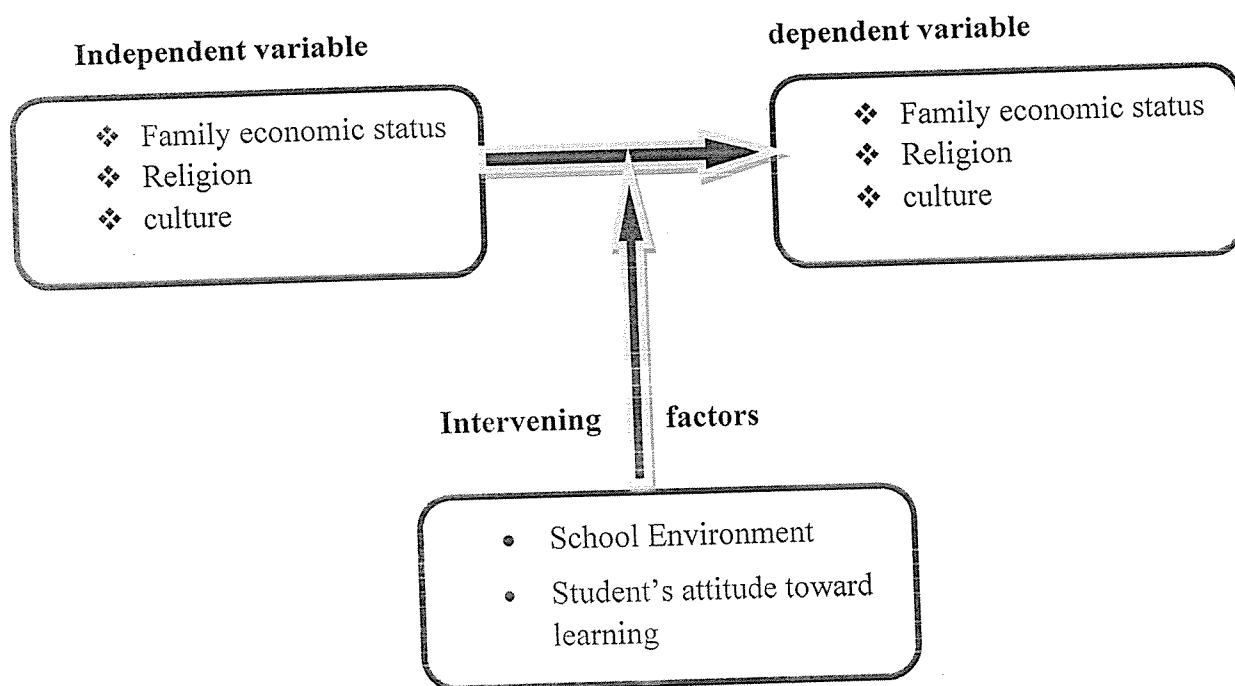 Independent variable
dependent variable
❖ Family economic status
❖ Religion
❖ culture
❖ Family economic status
❖ Religion
❖ culture
Intervening factors
• School Environment
• Student's attitude toward
learning